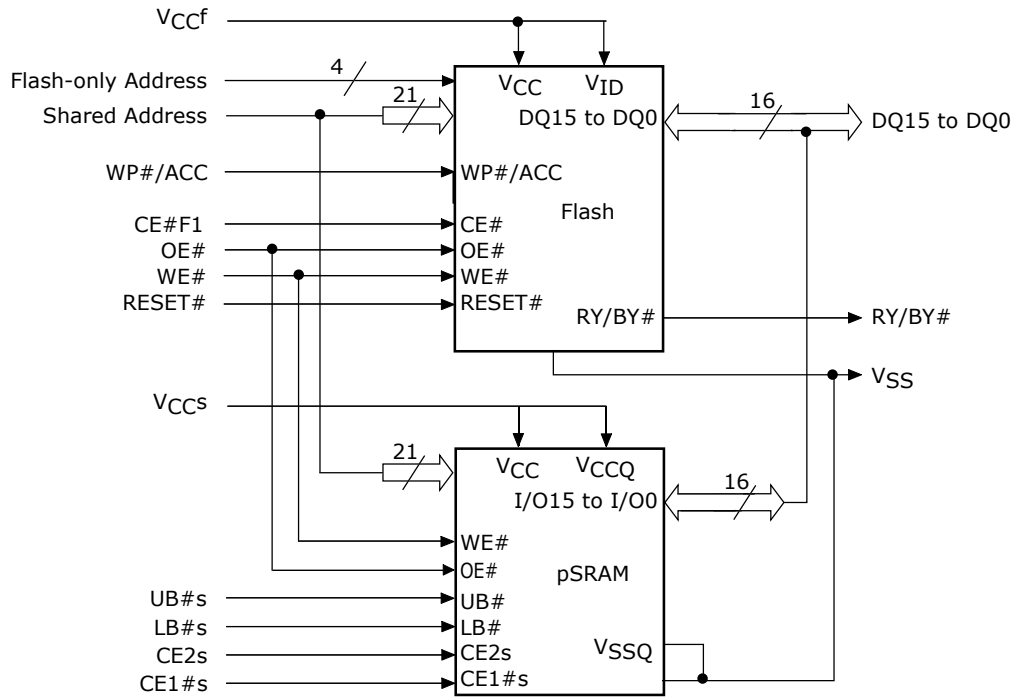 VCCf
Flash-only Address
4
VCC
VID
Shared Address
21
DQ15 to DQ0
16
DQ15 to DQ0
WP#/ACC
WP#/ACC
Flash
CE#F1
CE#
OE#
OE#
WE#
WE#
RESET#
RESET#
RY/BY#
RY/BY#
VSS
VCCs
21
VCC
VCCQ
I/O15 to I/O0
16
WE#
OE#
pSRAM
UB#s
UB#
LB#s
LB#
VSSQ
CE2s
CE2s
CE1#s
CE1#s